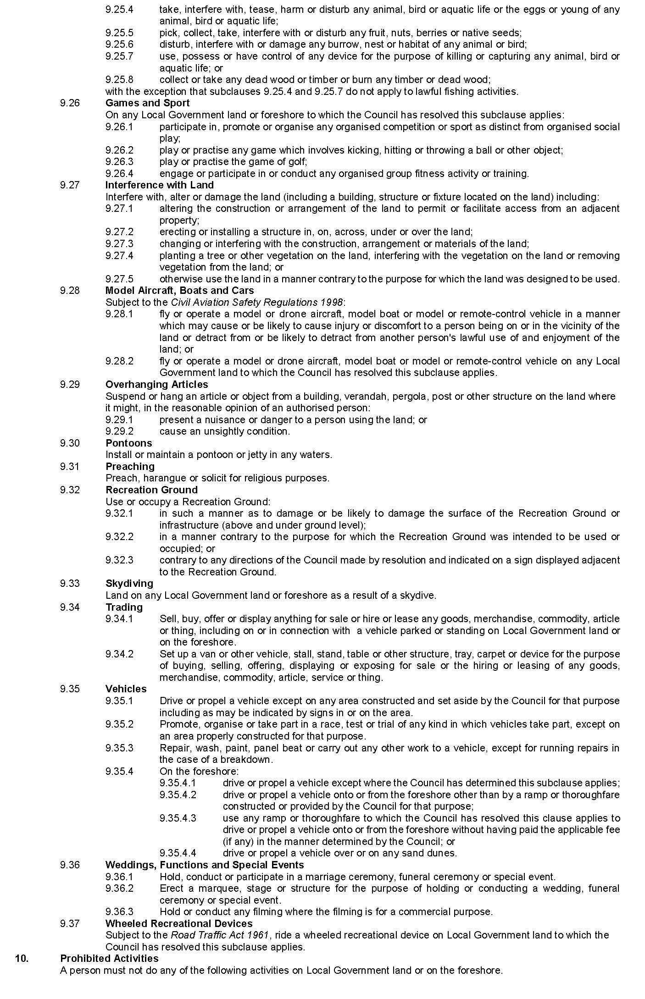 9.25.4 take, interfere with, tease, harm or disturb any animal, bird or aquatic life or the eggs or young of any
animal, bird or aquatic life;
9.25.5 pick, collect, take, interfere with or disturb any fruit, nuts, berries or native seeds;
9.25.6 disturb, interfere with or damage any burrow, nest or habitat of any animal or bird;
9.25.7 use, possess or have control of any device for the purpose of killing or capturing any animal, bird or
aquatic life; or
9.25.8 collect or take any dead wood or timber or burn any timber or dead wood;
with the exception that subclauses 9.25.4 and 9.25.7 do not apply to lawful fishing activities.
9.26 Games and Sport
On any Local Government land or foreshore to which the Council has resolved this subclause applies:
9.26.1 participate in, promote or organise any organised competition or sport as distinct from organised social
play;
9.26.2 play or practise any game which involves kicking, hitting or throwing a ball or other object;
9.26.3 play or practise the game of golf;
9.26.4 engage or participate in or conduct any organised group fitness activity or training.
9.27 Interference with Land
Interfere with, alter or damage the land (including a building, structure or fixture located on the land) including:
9.27.1 altering the construction or arrangement of the land to permit or facilitate access from an adjacent
property;
9.27.2 erecting or installing a structure in, on, across, under or over the land;
9.27.3 changing or interfering with the construction, arrangement or materials of the land;
9.27.4 planting a tree or other vegetation on the land, interfering with the vegetation on the land or removing
vegetation from the land; or
9.27.5 otherwise use the land in a manner contrary to the purpose for which the land was designed to be used.
9.28 Model Aircraft, Boats and Cars
Subject to the Civil Aviation Safety Regulations 1998:
9.28.1 fly or operate a model or drone aircraft, model boat or model or remote-control vehicle in a manner
which may cause or be likely to cause injury or discomfort to a person being on or in the vicinity of the
land or detract from or be likely to detract from another person's lawful use of and enjoyment of the
land; or
9.28.2 fly or operate a model or drone aircraft, model boat or model or remote-control vehicle on any Local
Government land to which the Council has resolved this subclause applies.
9.29 Overhanging Articles
Suspend or hang an article or object from a building, verandah, pergola, post or other structure on the land where
it might, in the reasonable opinion of an authorised person:
9.29.1 present a nuisance or danger to a person using the land; or
9.29.2 cause an unsightly condition.
9.30 Pontoons
Install or maintain a pontoon or jetty in any waters.
9.31 Preaching
Preach, harangue or solicit for religious purposes.
9.32 Recreation Ground
Use or occupy a Recreation Ground:
9.32.1 in such a manner as to damage or be likely to damage the surface of the Recreation Ground or
infrastructure (above and under ground level);
9.32.2 in a manner contrary to the purpose for which the Recreation Ground was intended to be used or
occupied; or
9.32.3 contrary to any directions of the Council made by resolution and indicated on a sign displayed adjacent
to the Recreation Ground.
9.33 Skydiving
Land on any Local Government land or foreshore as a result of a skydive.
9.34 Trading
9.34.1 Sell, buy, offer or display anything for sale or hire or lease any goods, merchandise, commodity, article
or thing, including on or in connection with a vehicle parked or standing on Local Government land or
on the foreshore.
9.34.2 Set up a van or other vehicle, stall, stand, table or other structure, tray, carpet or device for the purpose
of buying, selling, offering, displaying or exposing for sale or the hiring or leasing of any goods,
merchandise, commodity, article, service or thing.
9.35 Vehicles
9.35.1 Drive or propel a vehicle except on any area constructed and set aside by the Council for that purpose
including as may be indicated by signs in or on the area.
9.35.2 Promote, organise or take part in a race, test or trial of any kind in which vehicles take part, except on
an area properly constructed for that purpose.
9.35.3 Repair, wash, paint, panel beat or carry out any other work to a vehicle, except for running repairs in
the case of a breakdown.
9.35.4 On the foreshore:
9.35.4.1 drive or propel a vehicle except where the Council has determined this subclause applies;
9.35.4.2 drive or propel a vehicle onto or from the foreshore other than by a ramp or thoroughfare
constructed or provided by the Council for that purpose;
9.35.4.3 use any ramp or thoroughfare to which the Council has resolved this clause applies to
drive or propel a vehicle onto or from the foreshore without having paid the applicable fee
(if any) in the manner determined by the Council; or
9.35.4.4 drive or propel a vehicle over or on any sand dunes.
9.36 Weddings, Functions and Special Events
9.36.1 Hold, conduct or participate in a marriage ceremony, funeral ceremony or special event.
9.36.2 Erect a marquee, stage or structure for the purpose of holding or conducting a wedding, funeral
ceremony or special event.
9.36.3 Hold or conduct any filming where the filming is for a commercial purpose.
9.37 Wheeled Recreational Devices
Subject to the Road Traffic Act 1961, ride a wheeled recreational device on Local Government land to which the
Council has resolved this subclause applies.
10. Prohibited Activities
A person must not do any of the following activities on Local Government land or on the foreshore.